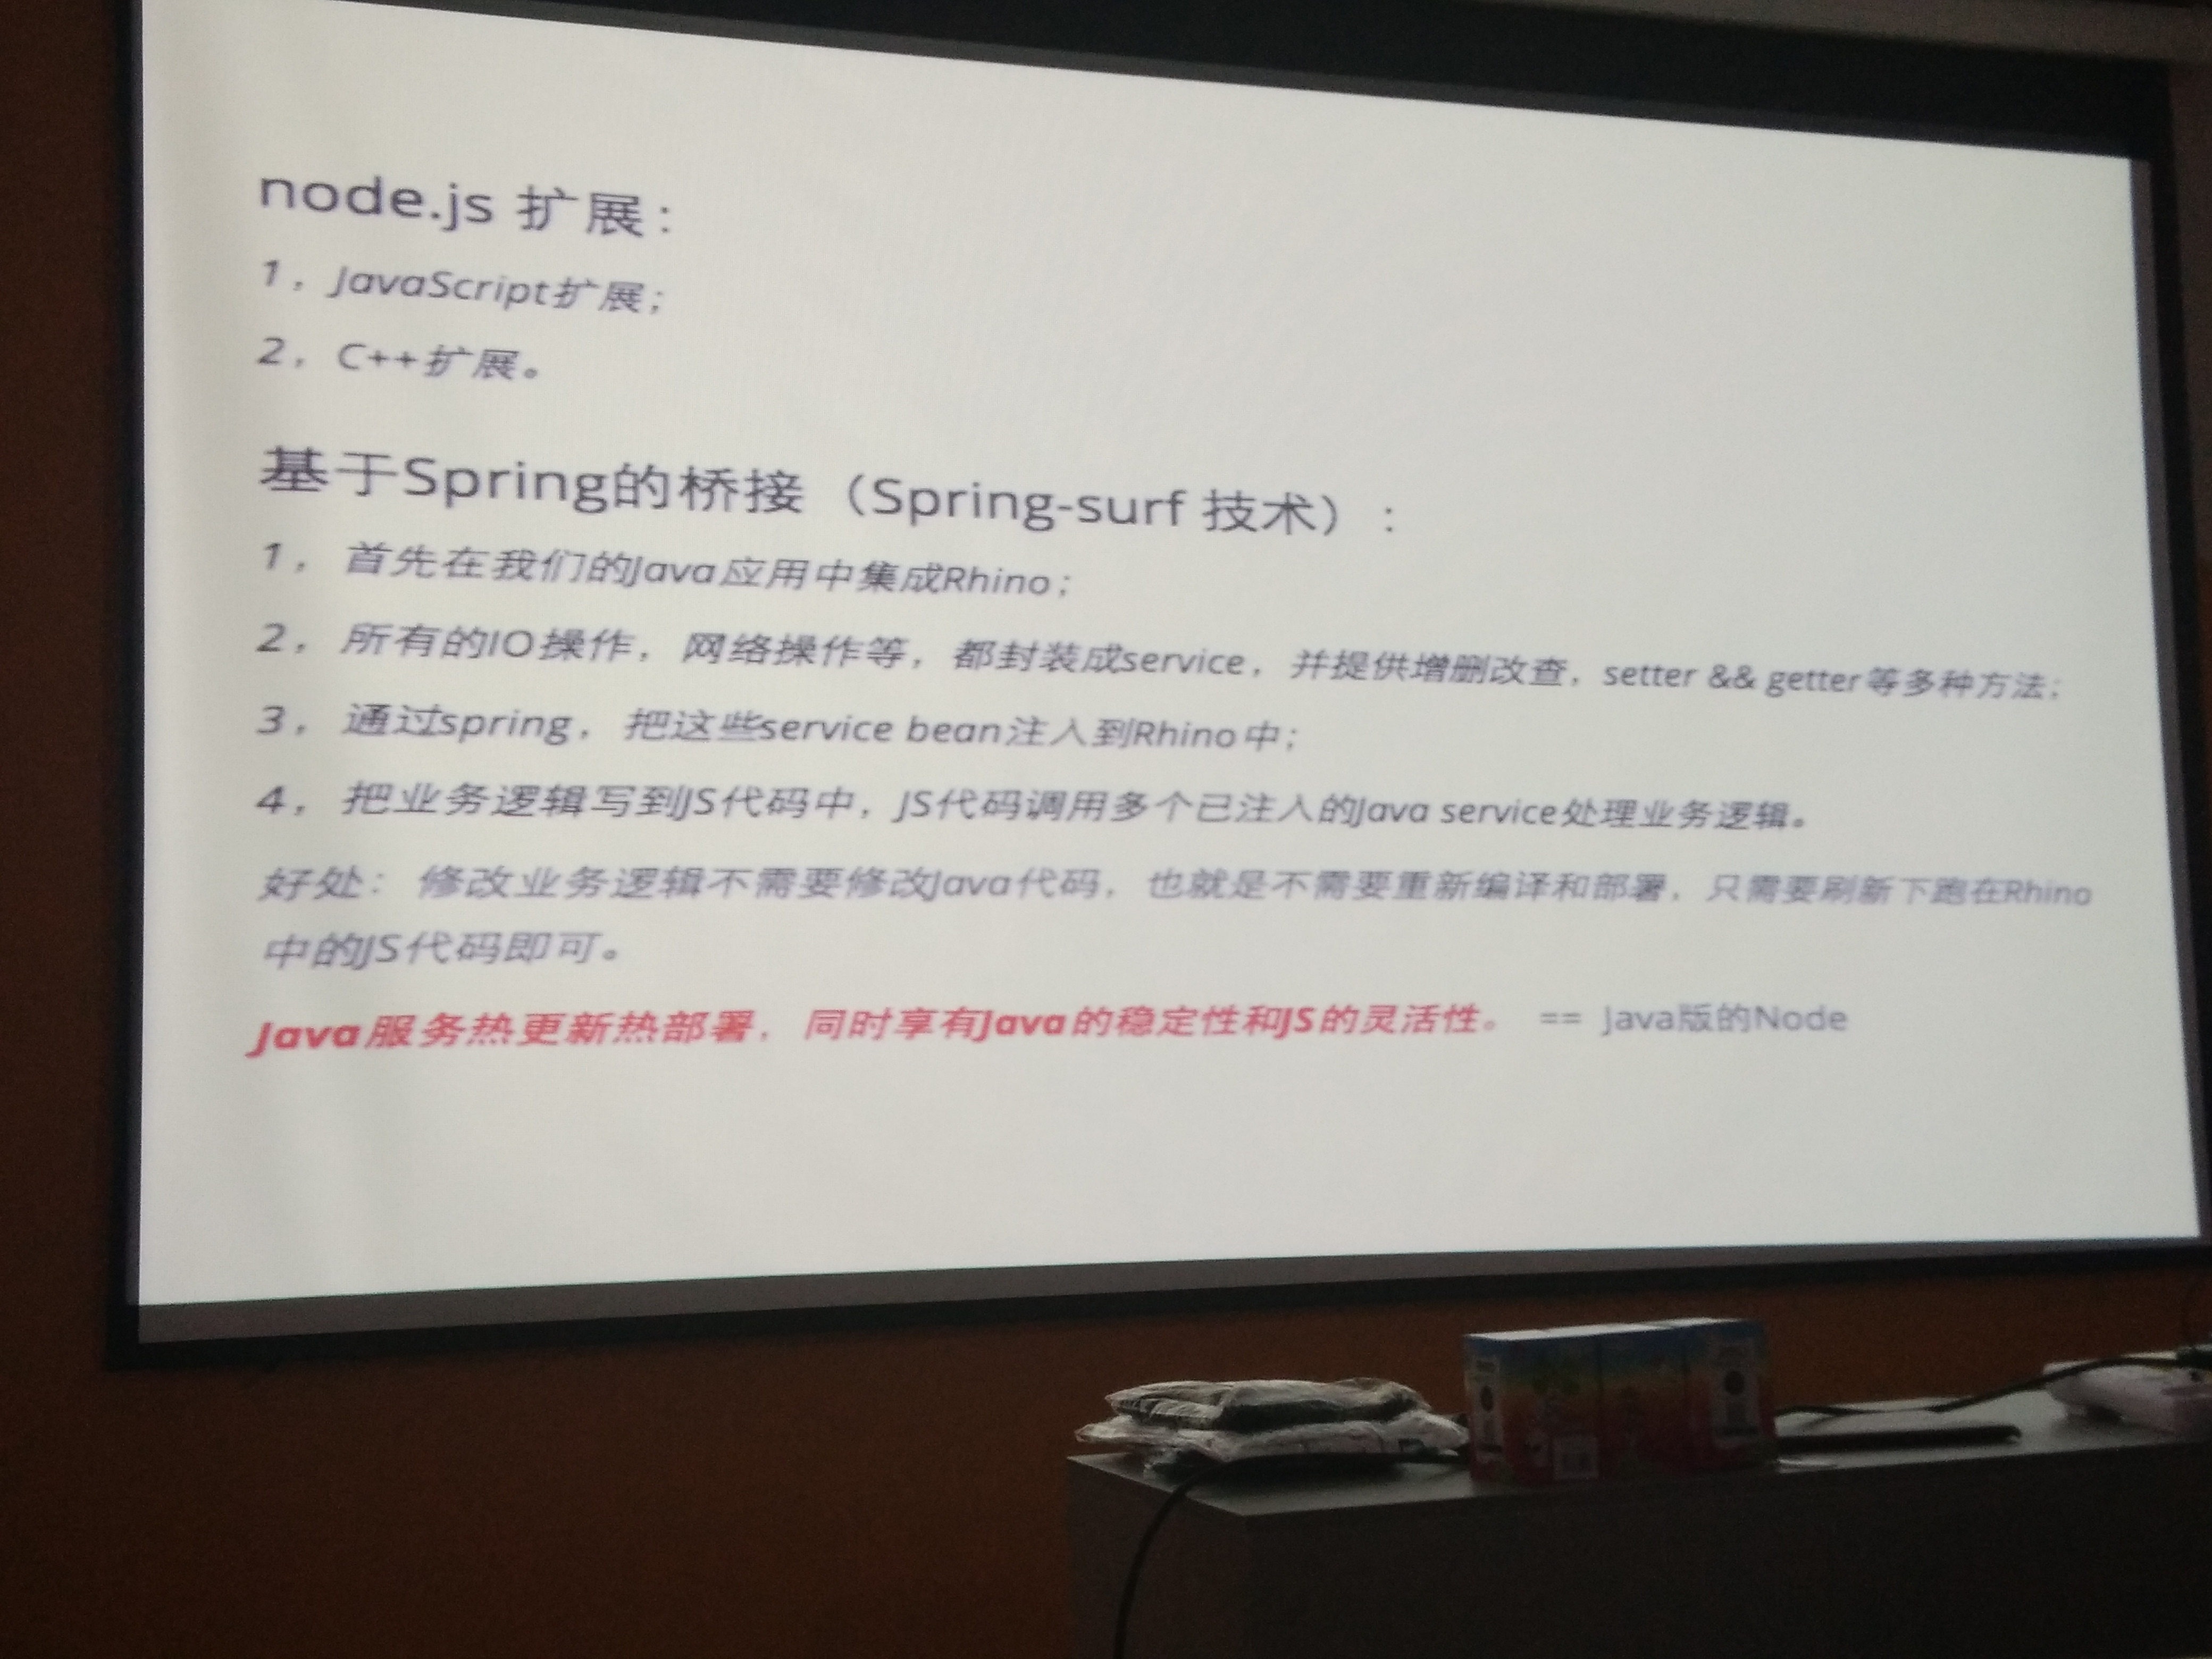 node.js 扩展：
1，JavaScript扩展；
2，C++扩展。
基于Spring的桥接（Spring-surf 技术）：
1，首先在我们的Java应用中集成Rhino；
2，所有的IO操作，网络操作等，都封装成service，并提供增删改查，setter && getter等多种方法；
3，通过spring，把这些service bean注入到Rhino中；
4，把业务逻辑写到JS代码中，JS代码调用多个已注入的Java service处理业务逻辑。
好处：修改业务逻辑不需要修改Java代码，也就是不需要重新编译和部署，只需要刷新下跑在Rhino
中的JS代码即可。
Java服务热更新热部署，同时享有Java的稳定性和JS的灵活性。 == Java版的Node